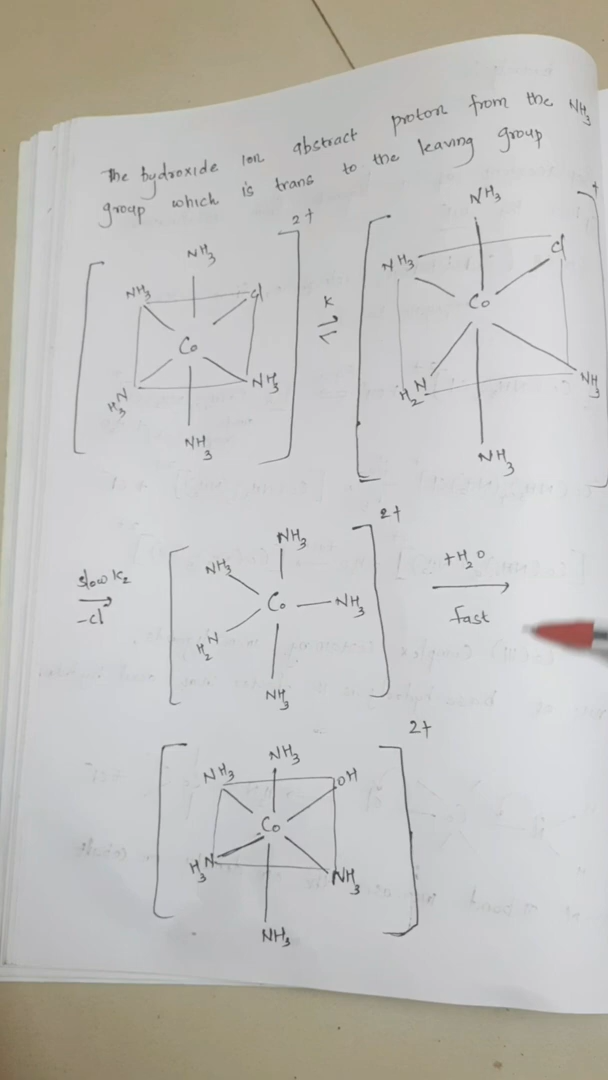 The hydroxide ion abstract proton from the NH3
group which is trans to the leaving group
2+
+
NH3
NH3
NH3 Cl
NH3 Cl
Co
K
⇌
Co
H3N NH3
H2N NH3
NH3
NH3
2+
slow K2
-Cl-
NH3
NH3
Co
NH3
H2N
NH3
+H2O
fast
2+
NH3
NH3
OH
Co
H3N
NH3
NH3